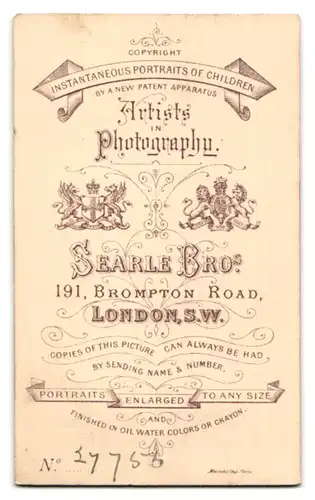 COPYRIGHT
INSTANTANEOUS PORTRAITS OF CHILDREN
BY A NEW PATENT APPARATUS
Artists
IN
Photography.
SEARLE BROS
191, BROMPTON ROAD,
LONDON, S.W.
COPIES OF THIS PICTURE CAN ALWAYS BE HAD
BY SENDING NAME & NUMBER.
PORTRAITS ENLARGED TO ANY SIZE
AND
FINISHED IN OIL WATER COLORS OR CRAYON.
No